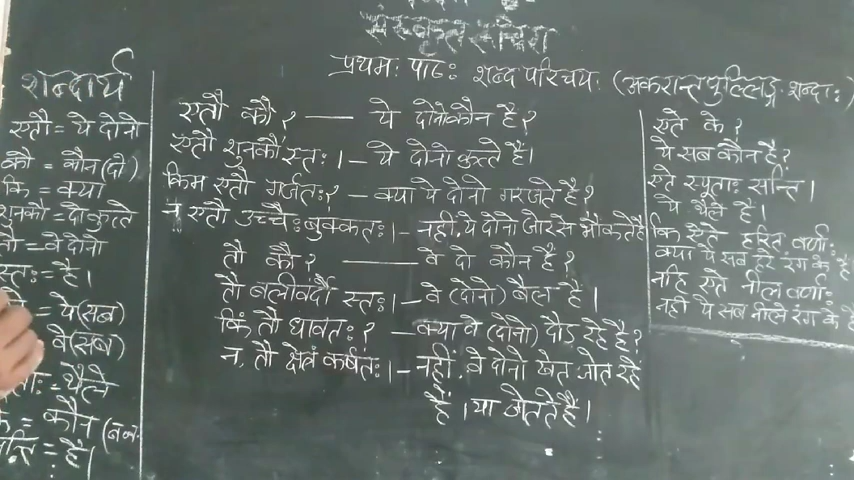 प्रथमः पाठः शब्द परिचयः (अकारान्त पुल्लिङ्ग शब्दाः)
शब्दार्थ
एतौ = ये दोनो
कौ = कौन (दो)
कि = क्या
शुनकौ = दो कुत्ते
तौ = वे दोनो
स्तः = हैं।
= ये (सब)
वे (सब)
= थैले
के = कौन
सन्ति = हैं।
एतौ कौ? — ये दोनो कौन है?
एतौ शुनकौ स्तः। – ये दोनो कुत्ते हैं।
किम एतौ गर्जतः? – क्या ये दोनो गरजते है?
न एतौ उच्चैः बुक्कतः। – नही, ये दोनो जोर से भौकते है
तौ कौ? — वे दो कौन है?
तौ बलीवर्दौ स्तः। – वे (दोनो) बैल हैं।
किं तौ धावतः? – क्या वे (दोनो) दौड रहे है?
न, तौ क्षेत्रं कर्षतः। – नहीं, वे दोनो खेत जोत रहे
हैं। या जोतते हैं।
एते के?
ये सब कौन है?
एते स्यूताः सन्ति।
ये थैले है।
कि एते हरित वर्णाः
क्या ये सब हरे रंग के है
नहि एते नील वर्णाः
नही ये सब नीले रंग के है